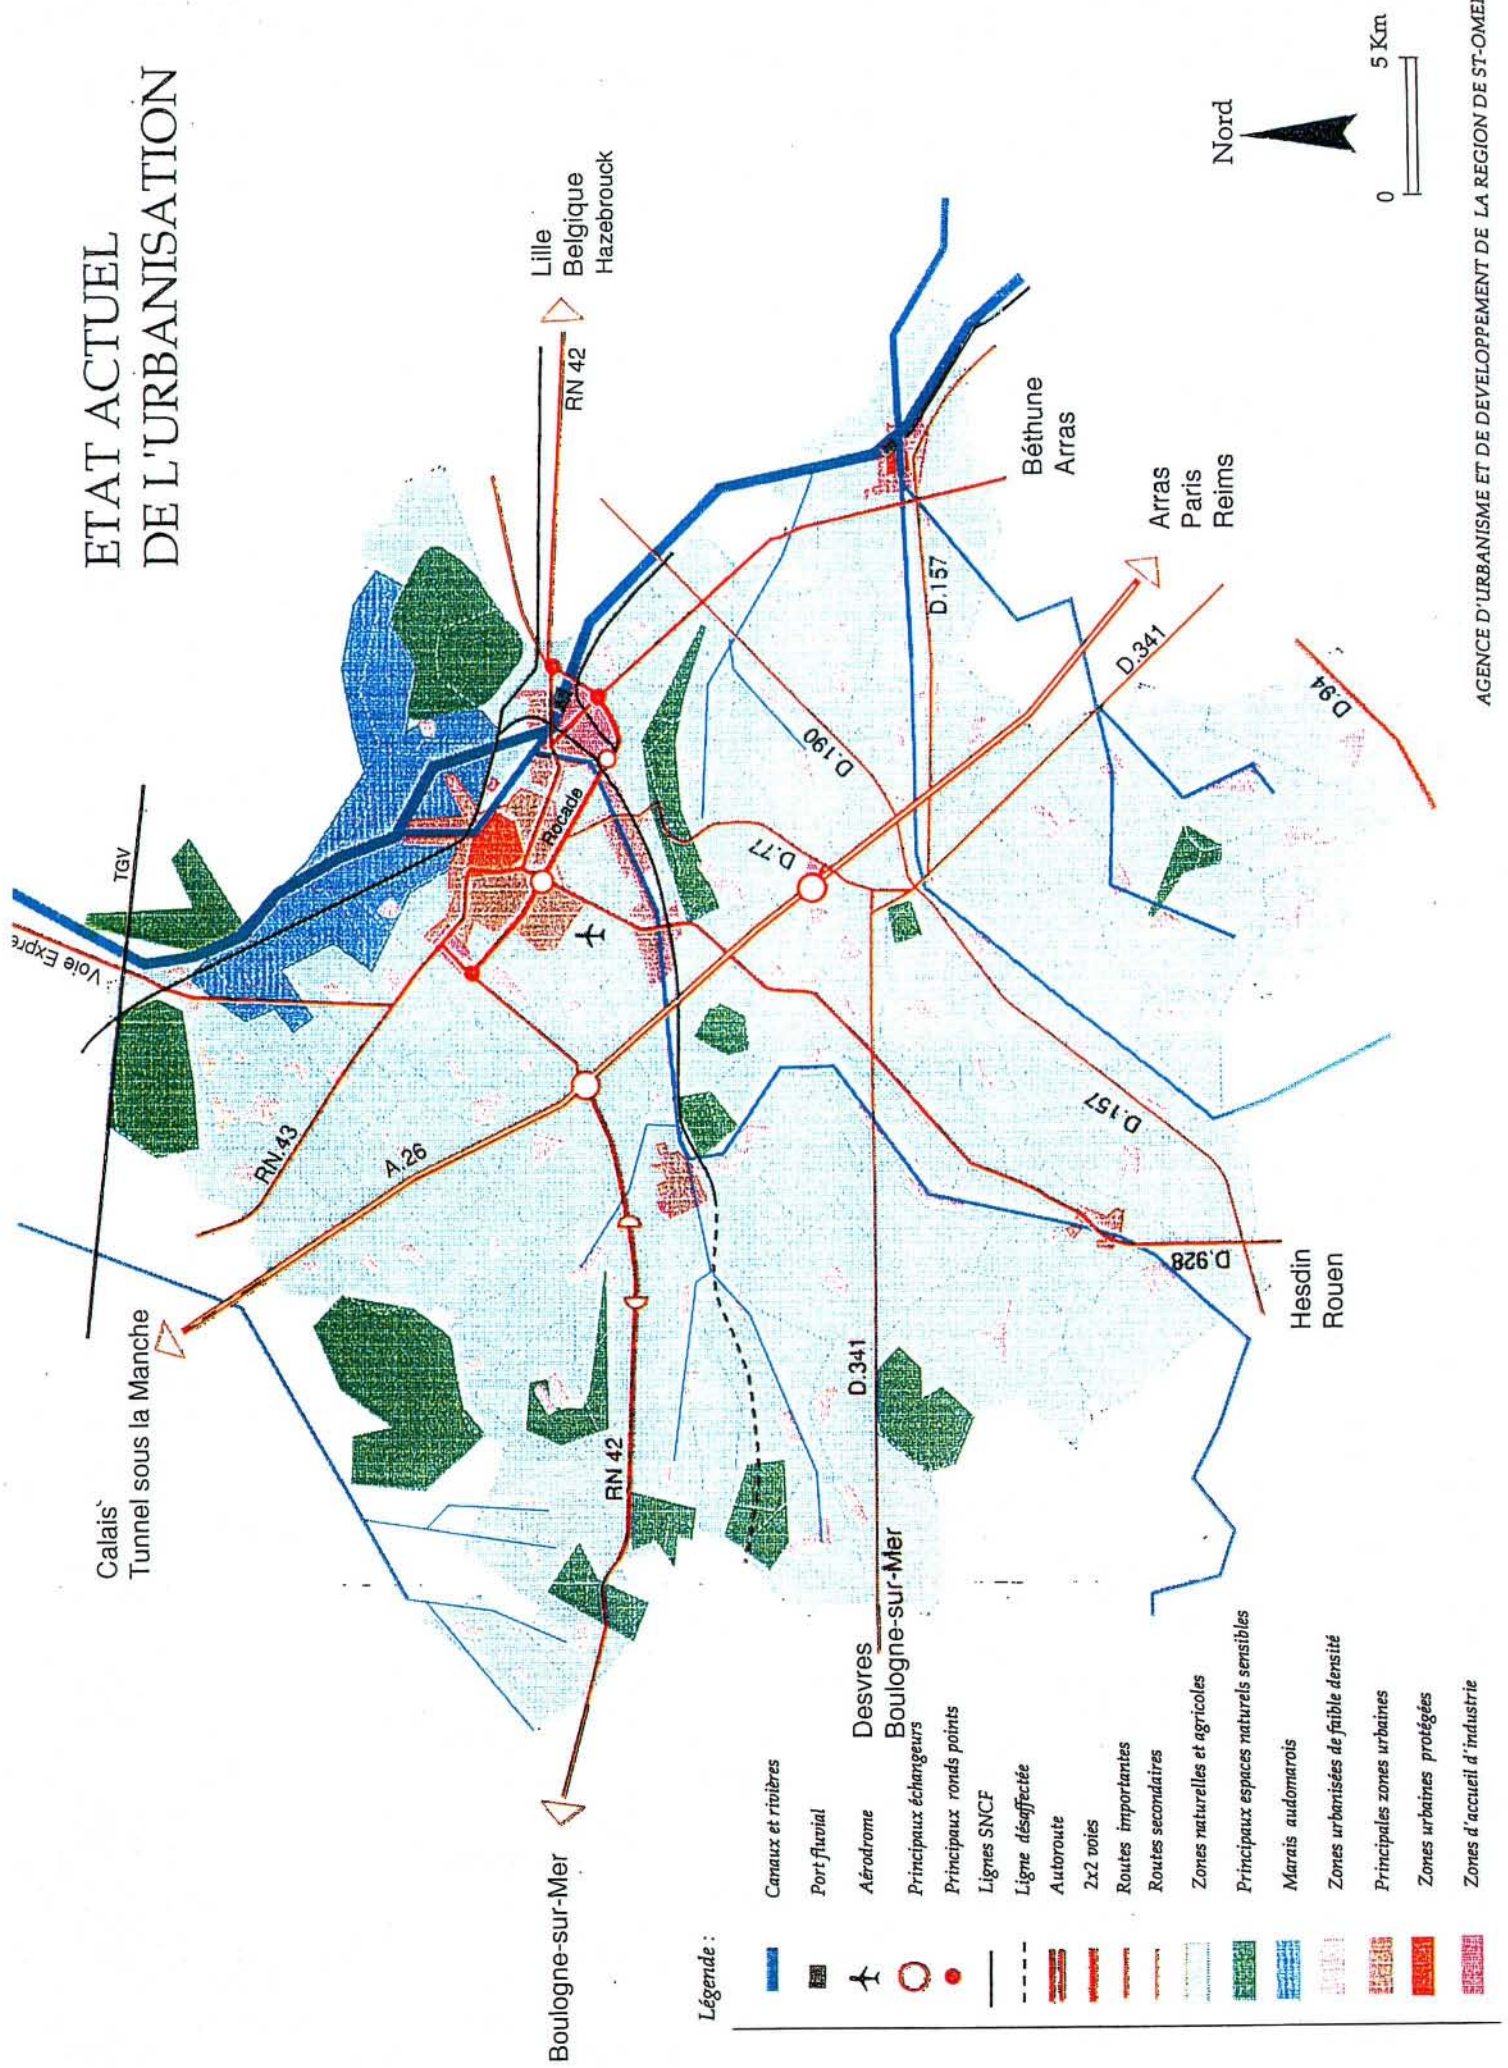 ETAT ACTUEL
DE L'URBANISATION
Calais
Tunnel sous la Manche
TGV
Voie Expre
RN.43
A.26
Lille
Belgique
Hazebrouck
RN 42
Rocade
Boulogne-sur-Mer
RN 42
D.77
D.190
D.157
Béthune
Arras
Arras
Paris
Reims
D.341
D.94
Desvres
Boulogne-sur-Mer
D.341
D.157
D.928
Hesdin
Rouen
Nord
0
5 Km
Légende :
Canaux et rivières
Port fluvial
Aérodrome
Principaux échangeurs
Principaux ronds points
Lignes SNCF
Ligne désaffectée
Autoroute
2x2 voies
Routes importantes
Routes secondaires
Zones naturelles et agricoles
Principaux espaces naturels sensibles
Marais audomarois
Zones urbanisées de faible densité
Principales zones urbaines
Zones urbaines protégées
Zones d'accueil d'industrie
AGENCE D'URBANISME ET DE DEVELOPPEMENT DE LA REGION DE ST-OMER